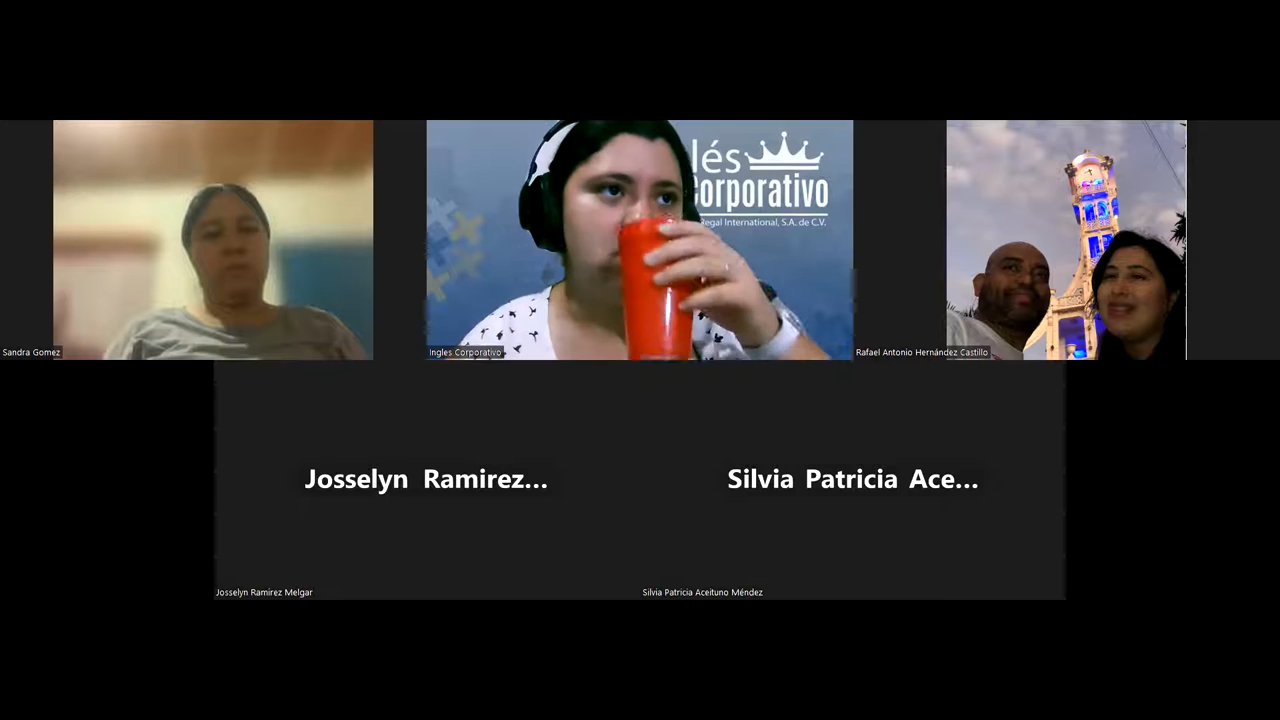 lés
orporativo
Regal International, S.A. de C.V.
Sandra Gomez
Ingles Corporativo
Rafael Antonio Hernández Castillo
Josselyn Ramirez...
Silvia Patricia Ace...
Josselyn Ramirez Melgar
Silvia Patricia Aceituno Méndez